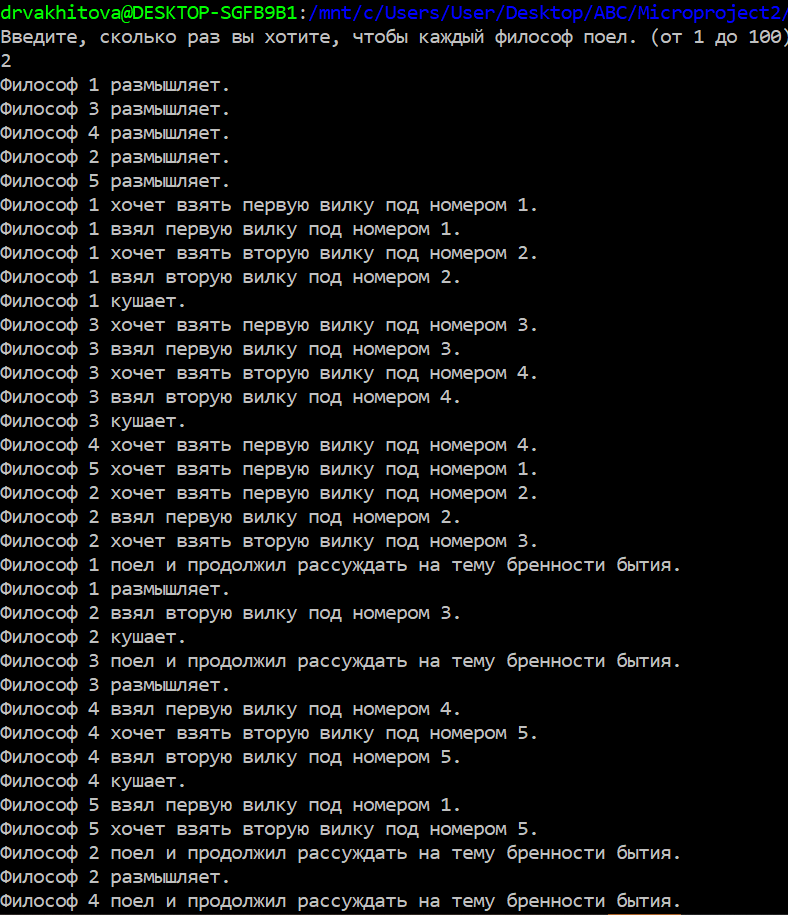 drvakhitova@DESKTOP-SGFB9B1:/mnt/c/Users/User/Desktop/ABC/Microproject2/
Введите, сколько раз вы хотите, чтобы каждый философ поел. (от 1 до 100)
2
Философ 1 размышляет.
Философ 3 размышляет.
Философ 4 размышляет.
Философ 2 размышляет.
Философ 5 размышляет.
Философ 1 хочет взять первую вилку под номером 1.
Философ 1 взял первую вилку под номером 1.
Философ 1 хочет взять вторую вилку под номером 2.
Философ 1 взял вторую вилку под номером 2.
Философ 1 кушает.
Философ 3 хочет взять первую вилку под номером 3.
Философ 3 взял первую вилку под номером 3.
Философ 3 хочет взять вторую вилку под номером 4.
Философ 3 взял вторую вилку под номером 4.
Философ 3 кушает.
Философ 4 хочет взять первую вилку под номером 4.
Философ 5 хочет взять первую вилку под номером 1.
Философ 2 хочет взять первую вилку под номером 2.
Философ 2 взял первую вилку под номером 2.
Философ 2 хочет взять вторую вилку под номером 3.
Философ 1 поел и продолжил рассуждать на тему бренности бытия.
Философ 1 размышляет.
Философ 2 взял вторую вилку под номером 3.
Философ 2 кушает.
Философ 3 поел и продолжил рассуждать на тему бренности бытия.
Философ 3 размышляет.
Философ 4 взял первую вилку под номером 4.
Философ 4 хочет взять вторую вилку под номером 5.
Философ 4 взял вторую вилку под номером 5.
Философ 4 кушает.
Философ 5 взял первую вилку под номером 1.
Философ 5 хочет взять вторую вилку под номером 5.
Философ 2 поел и продолжил рассуждать на тему бренности бытия.
Философ 2 размышляет.
Философ 4 поел и продолжил рассуждать на тему бренности бытия.